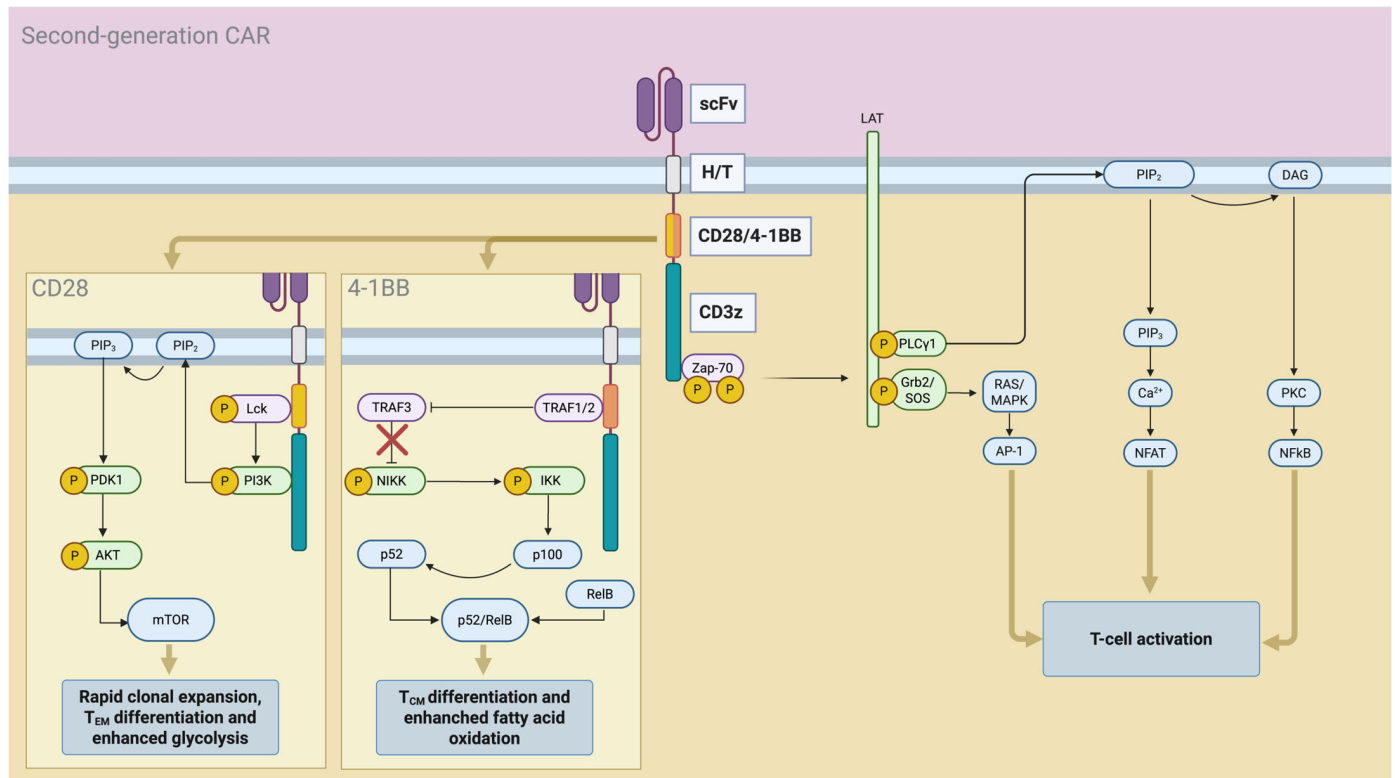 Second-generation CAR
scFv
H/T
CD28/4-1BB
CD3z
Zap-70
P
P
LAT
P
PLCγ1
P
Grb2/
SOS
RAS/
MAPK
AP-1
PIP₂
DAG
PIP₃
Ca²⁺
NFAT
PKC
NFkB
T-cell activation
CD28
PIP₃
PIP₂
P
Lck
P
PI3K
P
PDK1
P
AKT
mTOR
Rapid clonal expansion,
TEM differentiation and
enhanced glycolysis
4-1BB
TRAF3
TRAF1/2
P
NIKK
P
IKK
p52
p100
RelB
p52/RelB
TCM differentiation and
enhanched fatty acid
oxidation